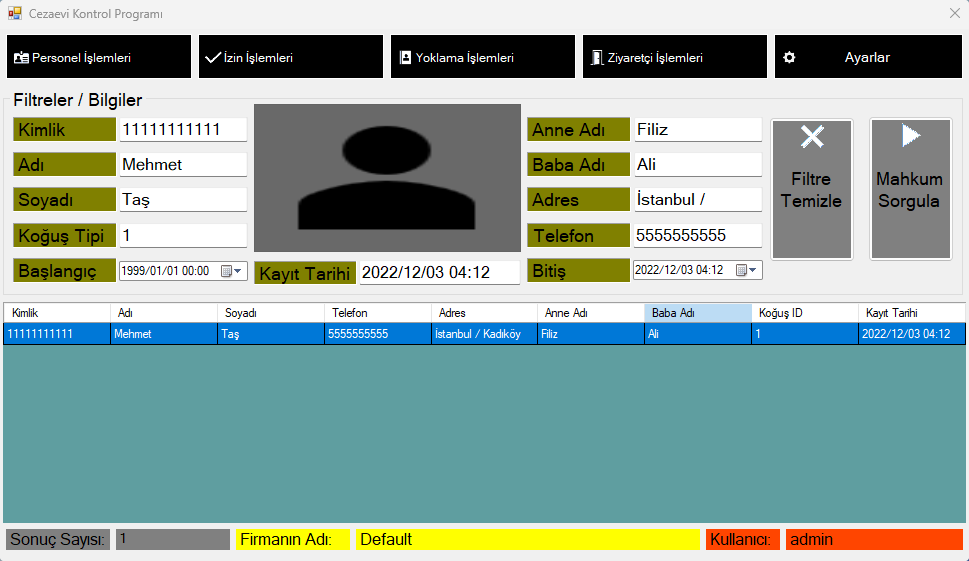 Cezaevi Kontrol Programı
Personel İşlemleri
İzin İşlemleri
Yoklama İşlemleri
Ziyaretçi İşlemleri
Ayarlar
Filtreler / Bilgiler
Kimlik 11111111111
Adı Mehmet
Soyadı Taş
Koğuş Tipi 1
Başlangıç 1999/01/01 00:00
Kayıt Tarihi 2022/12/03 04:12
Anne Adı Filiz
Baba Adı Ali
Adres İstanbul /
Telefon 5555555555
Bitiş 2022/12/03 04:12
Filtre
Temizle
Mahkum
Sorgula
Kimlik Adı Soyadı Telefon Adres Anne Adı Baba Adı Koğuş ID Kayıt Tarihi
11111111111 Mehmet Taş 5555555555 İstanbul / Kadıköy Filiz Ali 1 2022/12/03 04:12
Sonuç Sayısı: 1 Firmanın Adı: Default Kullanıcı: admin